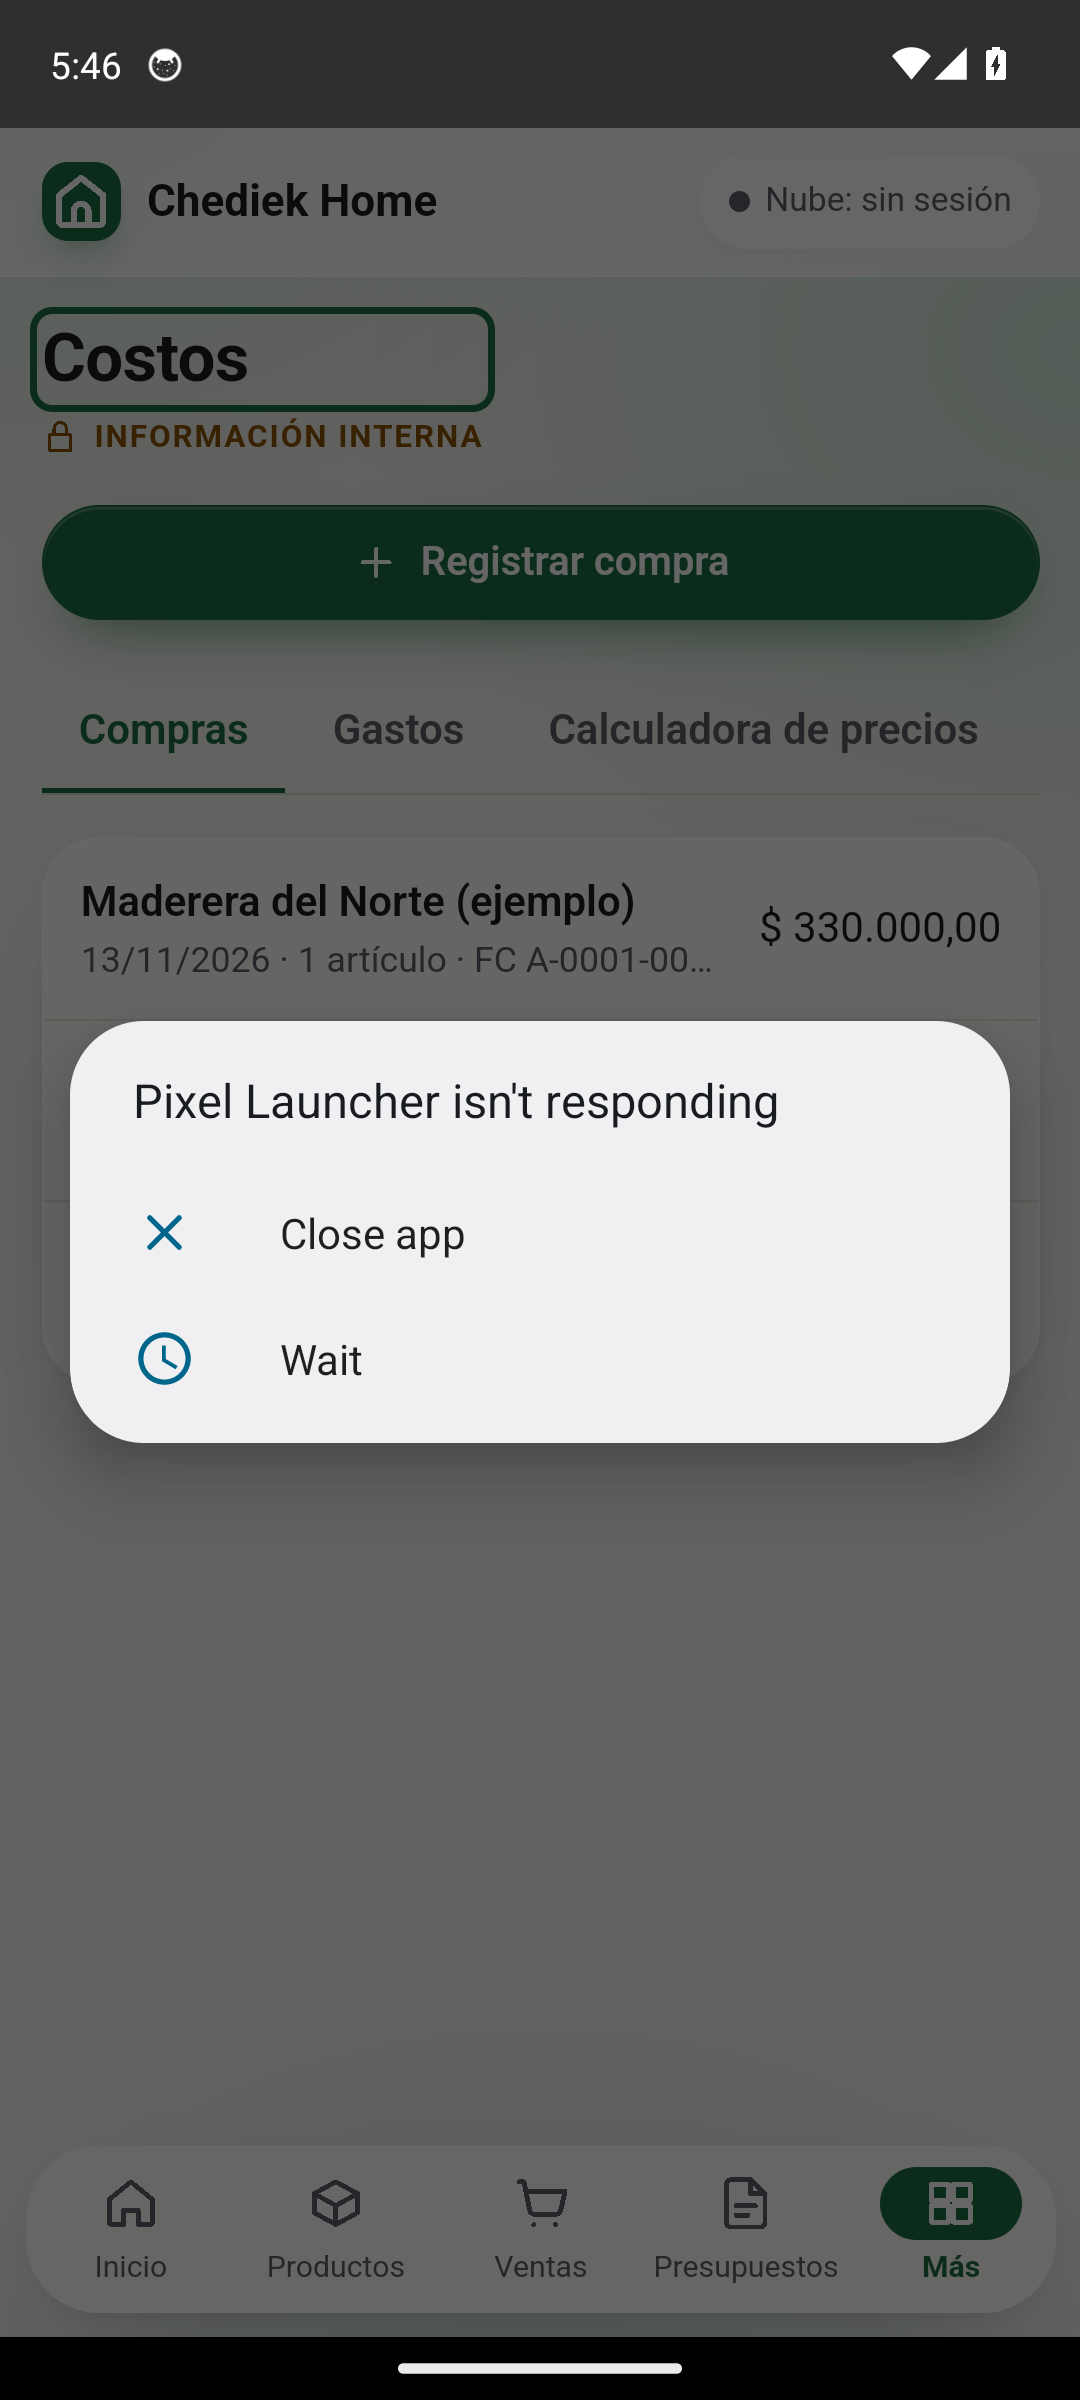 5:46
Chediek Home
Nube: sin sesión
Costos
INFORMACIÓN INTERNA
Registrar compra
Compras
Gastos
Calculadora de precios
Maderera del Norte (ejemplo)
$ 330.000,00
13/11/2026 · 1 artículo · FC A-0001-00…
Pixel Launcher isn't responding
Close app
Wait
Inicio
Productos
Ventas
Presupuestos
Más